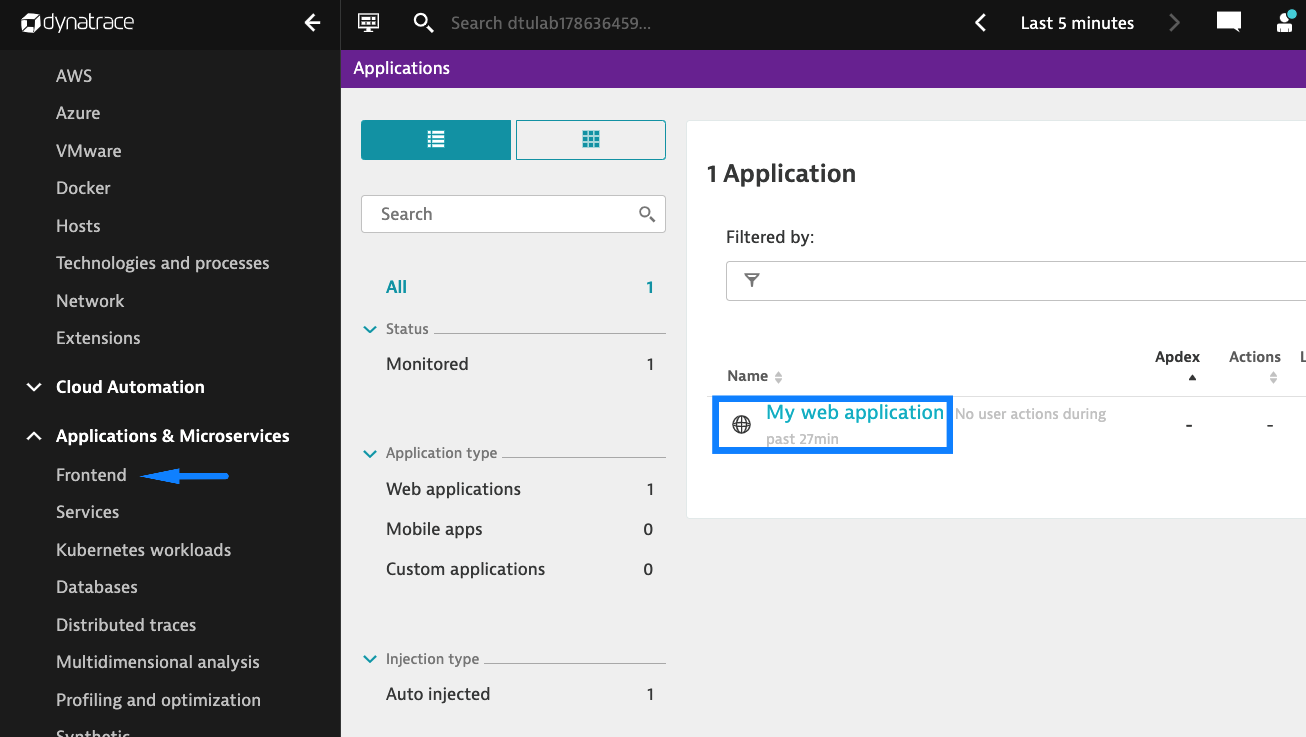 dynatrace
Search dtulab178636459...
Last 5 minutes
AWS
Azure
VMware
Docker
Hosts
Technologies and processes
Network
Extensions
Cloud Automation
Applications & Microservices
Frontend
Services
Kubernetes workloads
Databases
Distributed traces
Multidimensional analysis
Profiling and optimization
Synthetic
Applications
Search
All 1
Status
Monitored 1
Application type
Web applications 1
Mobile apps 0
Custom applications 0
Injection type
Auto injected 1
1 Application
Filtered by:
Name Apdex Actions L
My web application No user actions during - -
past 27min